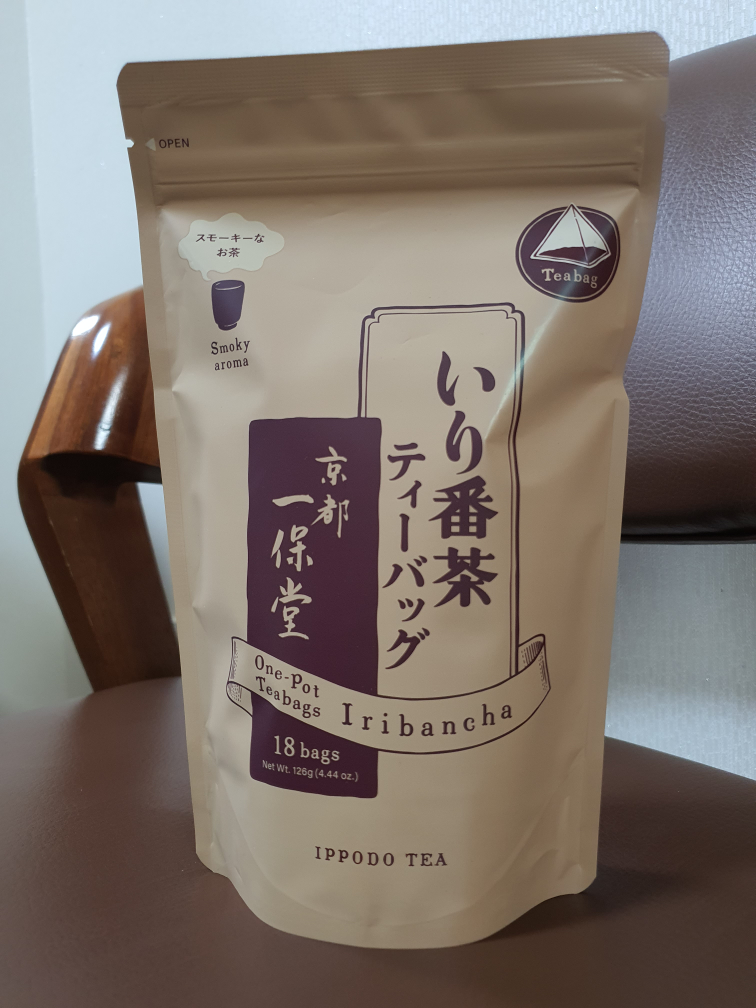 OPEN
スモーキーな
お茶
Smoky
aroma
Teabag
いり番茶
ティーバッグ
京都
一保堂
One-Pot
Teabags
Iribancha
18 bags
Net Wt. 126g (4.44 oz.)
IPPODO TEA